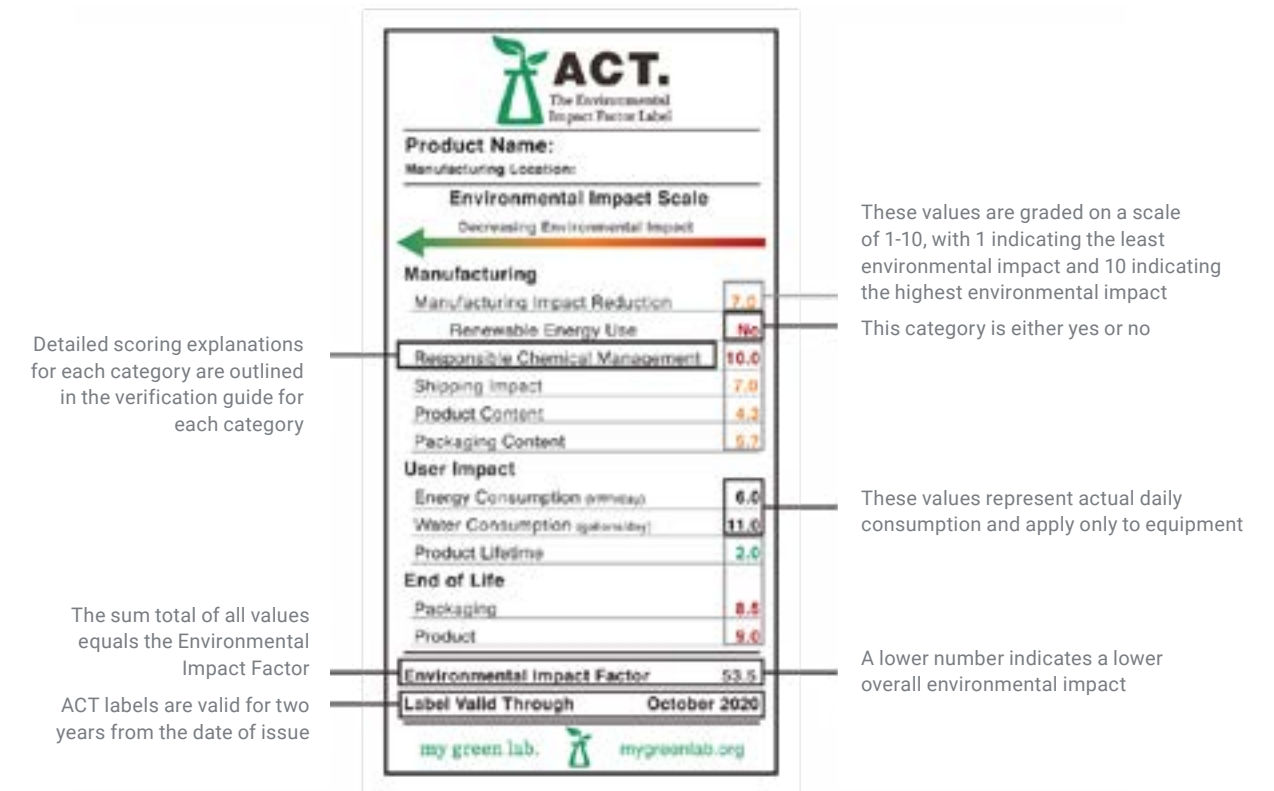 ACT.
The Environmental
Impact Factor Label
Product Name:
Manufacturing Location:
Environmental Impact Scale
Decreasing Environmental Impact
Manufacturing
Manufacturing Impact Reduction 7.0
Renewable Energy Use No
Responsible Chemical Management 10.0
Shipping Impact 7.0
Product Content 4.3
Packaging Content 5.7
User Impact
Energy Consumption (kWh/day) 6.0
Water Consumption (gallons/day) 11.0
Product Lifetime 2.0
End of Life
Packaging 8.5
Product 9.0
Environmental Impact Factor 53.5
Label Valid Through October 2020
my green lab. mygreenlab.org
Detailed scoring explanations
for each category are outlined
in the verification guide for
each category
The sum total of all values
equals the Environmental
Impact Factor
ACT labels are valid for two
years from the date of issue
These values are graded on a scale
of 1-10, with 1 indicating the least
environmental impact and 10 indicating
the highest environmental impact
This category is either yes or no
These values represent actual daily
consumption and apply only to equipment
A lower number indicates a lower
overall environmental impact